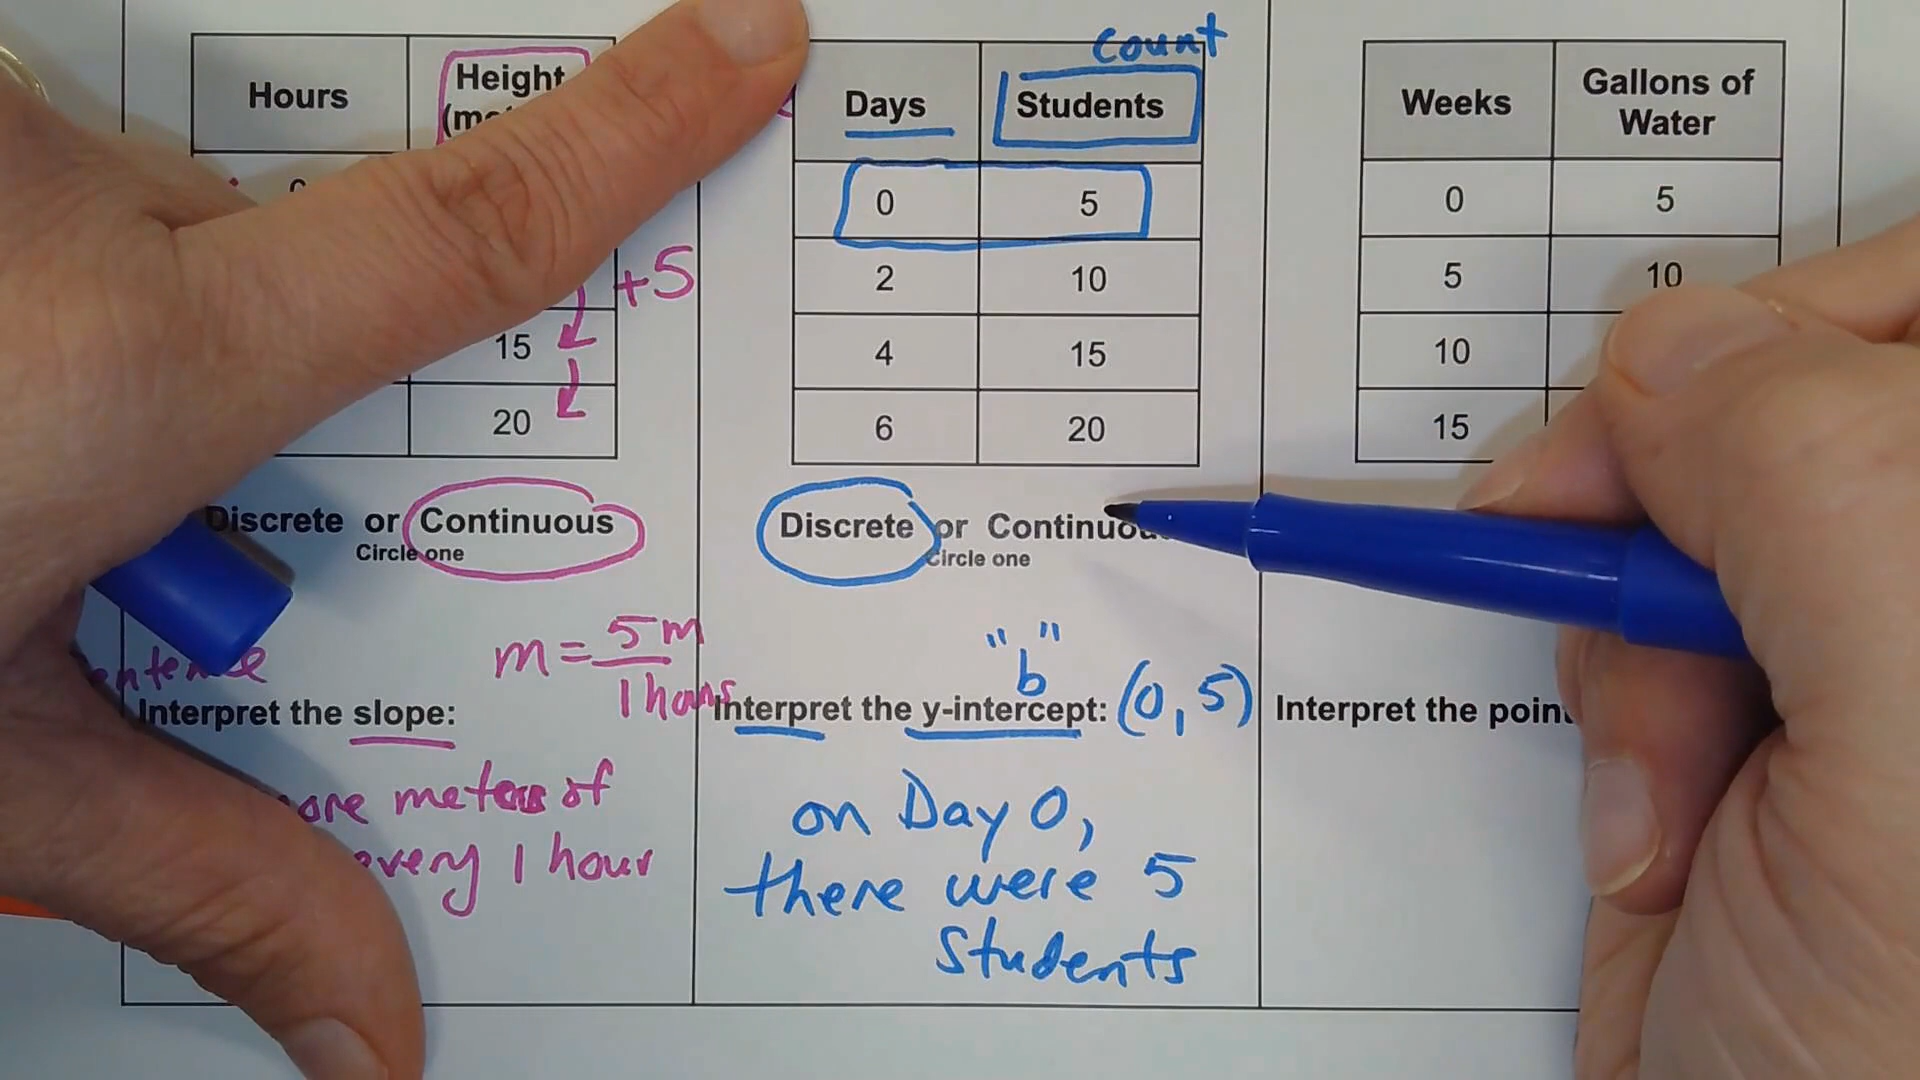 Hours Height
0
15
20
+5
Discrete or Continuous
Circle one
m = 5m
1 hours
Interpret the slope:
meters of
every 1 hour
count
Days Students
0 5
2 10
4 15
6 20
Discrete or
Circle one
"b"
Interpret the y-intercept: (0, 5)
on Day 0,
there were 5
students
Weeks Gallons of
Water
0 5
5 10
10
15
Interpret the